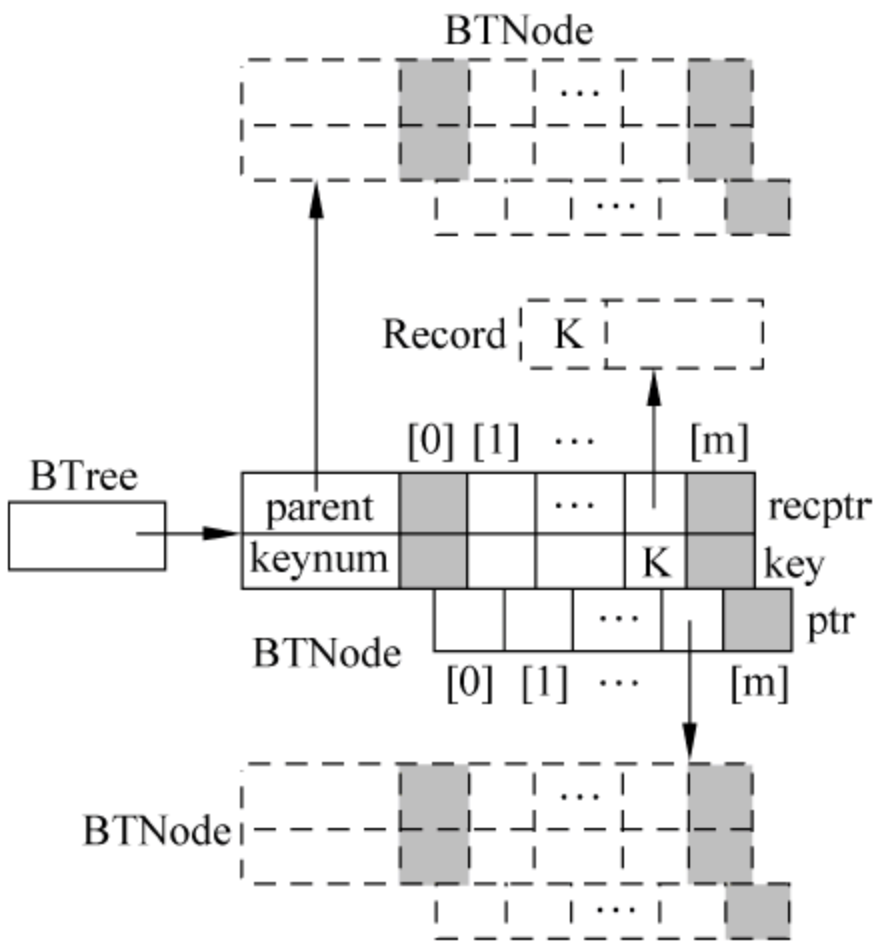 BTNode
...
...
Record K
[0] [1] ... [m]
BTree
parent ... recptr
keynum K key
... ptr
BTNode
[0] [1] ... [m]
...
BTNode
...